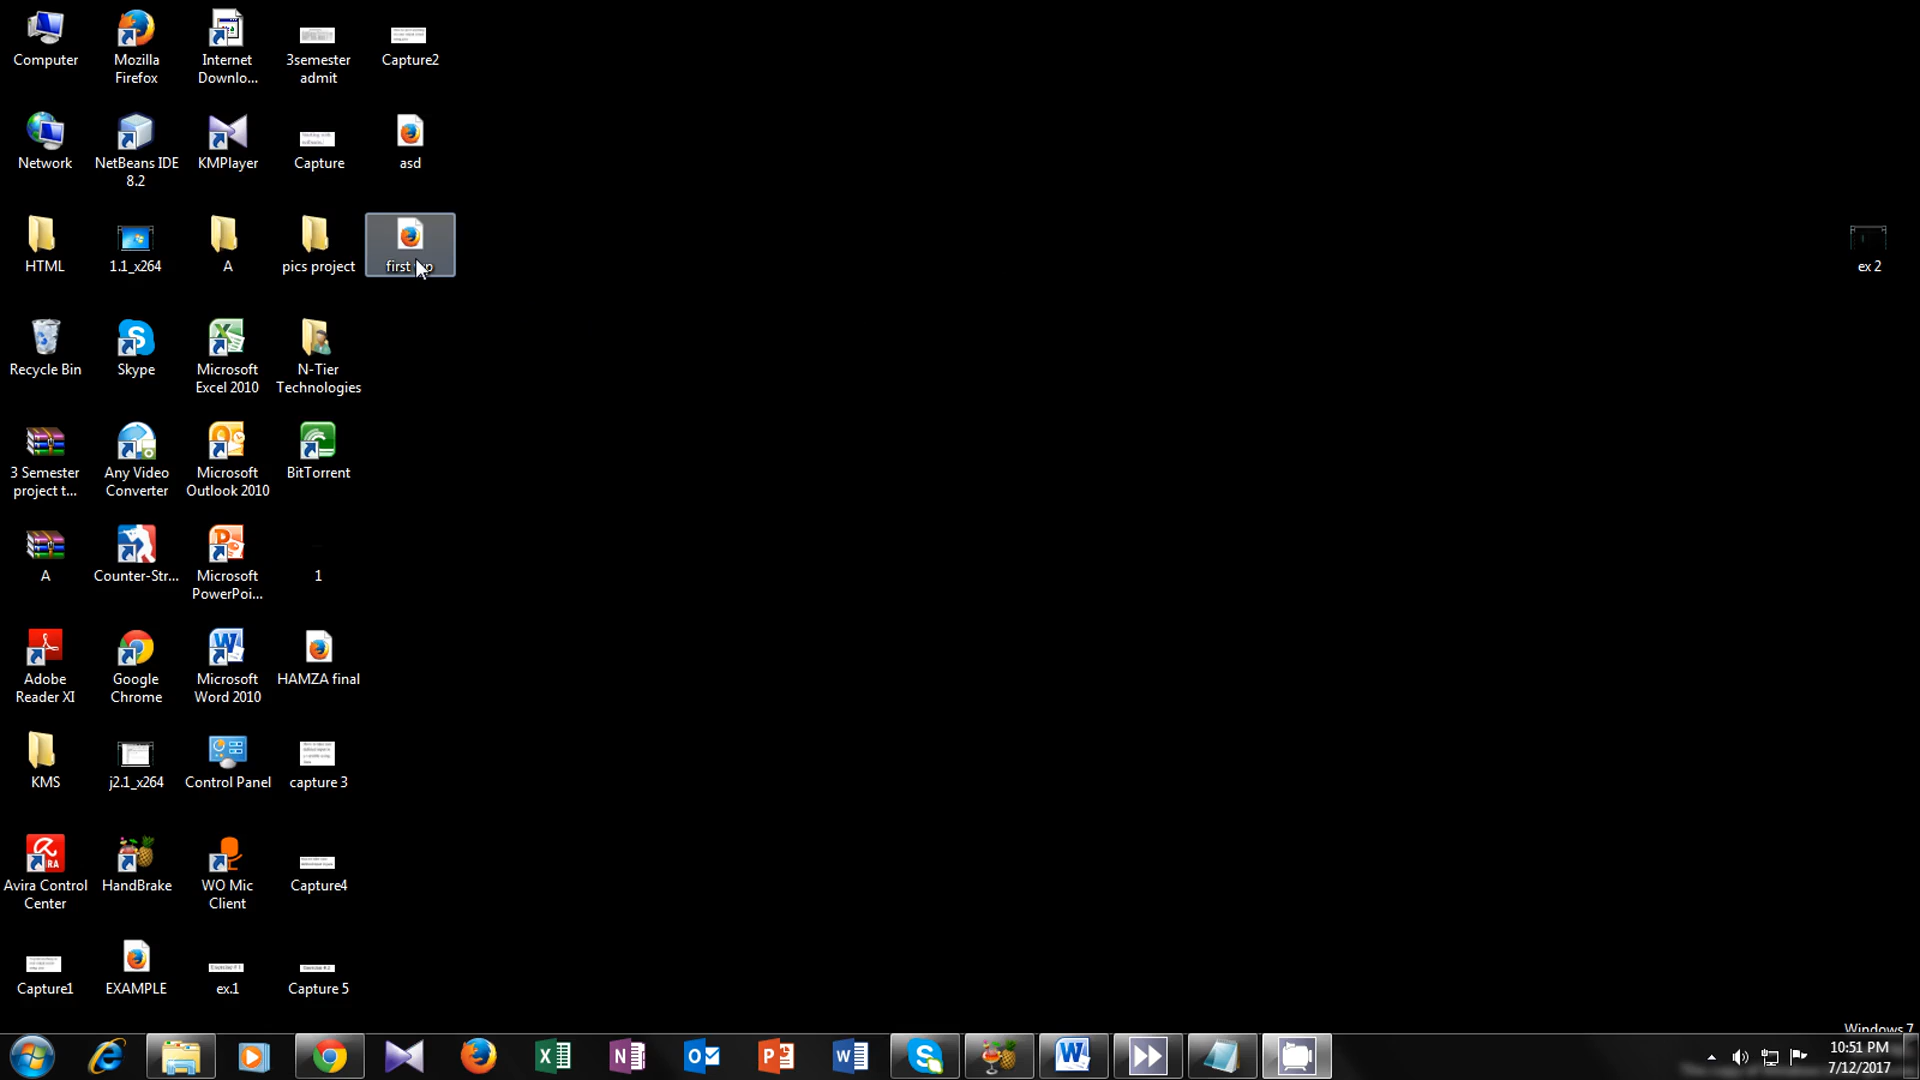 Computer
Mozilla
Firefox
Internet
Downlo...
3semester
admit
Capture2
Network
NetBeans IDE
8.2
KMPlayer
Capture
asd
HTML
1.1_x264
A
pics project
first
ex 2
Recycle Bin
Skype
Microsoft
Excel 2010
N-Tier
Technologies
3 Semester
project t...
Any Video
Converter
Microsoft
Outlook 2010
BitTorrent
A
Counter-Str...
Microsoft
PowerPoi...
1
Adobe
Reader XI
Google
Chrome
Microsoft
Word 2010
HAMZA final
KMS
j2.1_x264
Control Panel
capture 3
Avira Control
Center
HandBrake
WO Mic
Client
Capture4
Capture1
EXAMPLE
ex.1
Capture 5
Windows 7
10:51 PM
7/12/2017